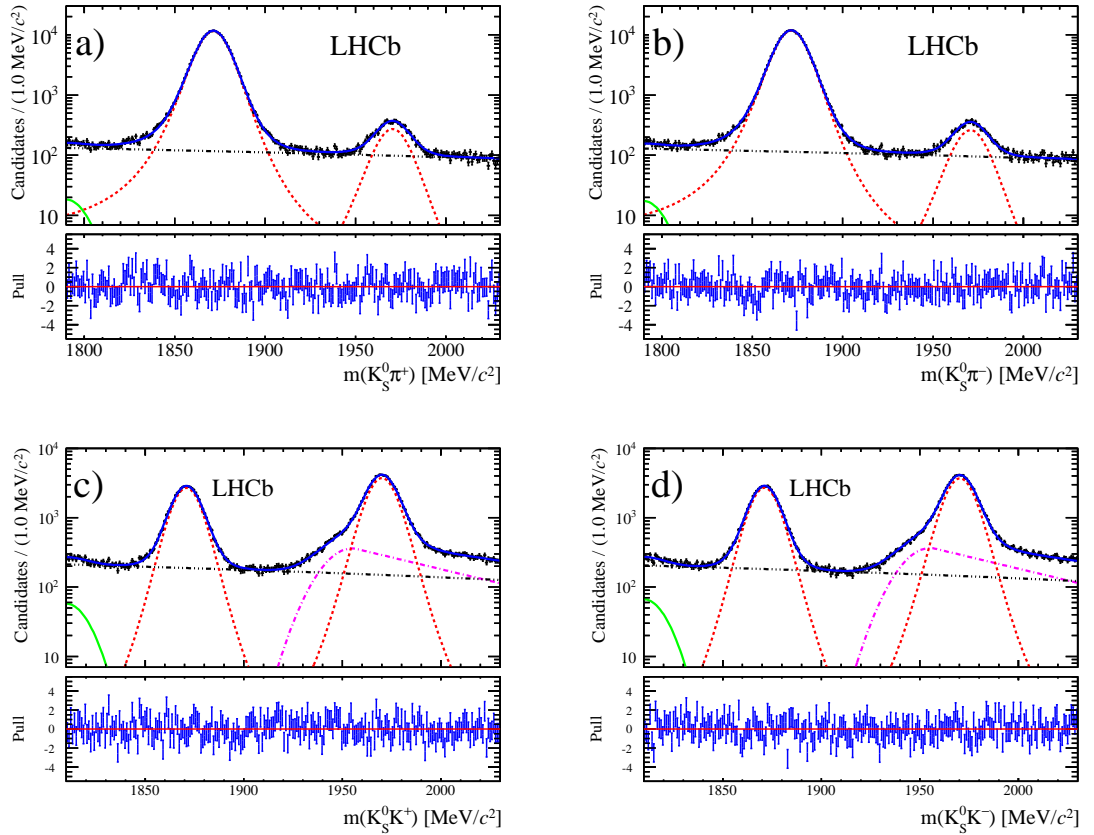 a)
LHCb
Candidates / (1.0 MeV/c²)
10⁴
10³
10²
10
Pull
4
2
0
-2
-4
1800 1850 1900 1950 2000
m(K⁰_S π⁺) [MeV/c²]
b)
LHCb
Candidates / (1.0 MeV/c²)
10⁴
10³
10²
10
Pull
4
2
0
-2
-4
1800 1850 1900 1950 2000
m(K⁰_S π⁻) [MeV/c²]
c)
LHCb
Candidates / (1.0 MeV/c²)
10⁴
10³
10²
10
Pull
4
2
0
-2
-4
1850 1900 1950 2000
m(K⁰_S K⁺) [MeV/c²]
d)
LHCb
Candidates / (1.0 MeV/c²)
10⁴
10³
10²
10
Pull
4
2
0
-2
-4
1850 1900 1950 2000
m(K⁰_S K⁻) [MeV/c²]